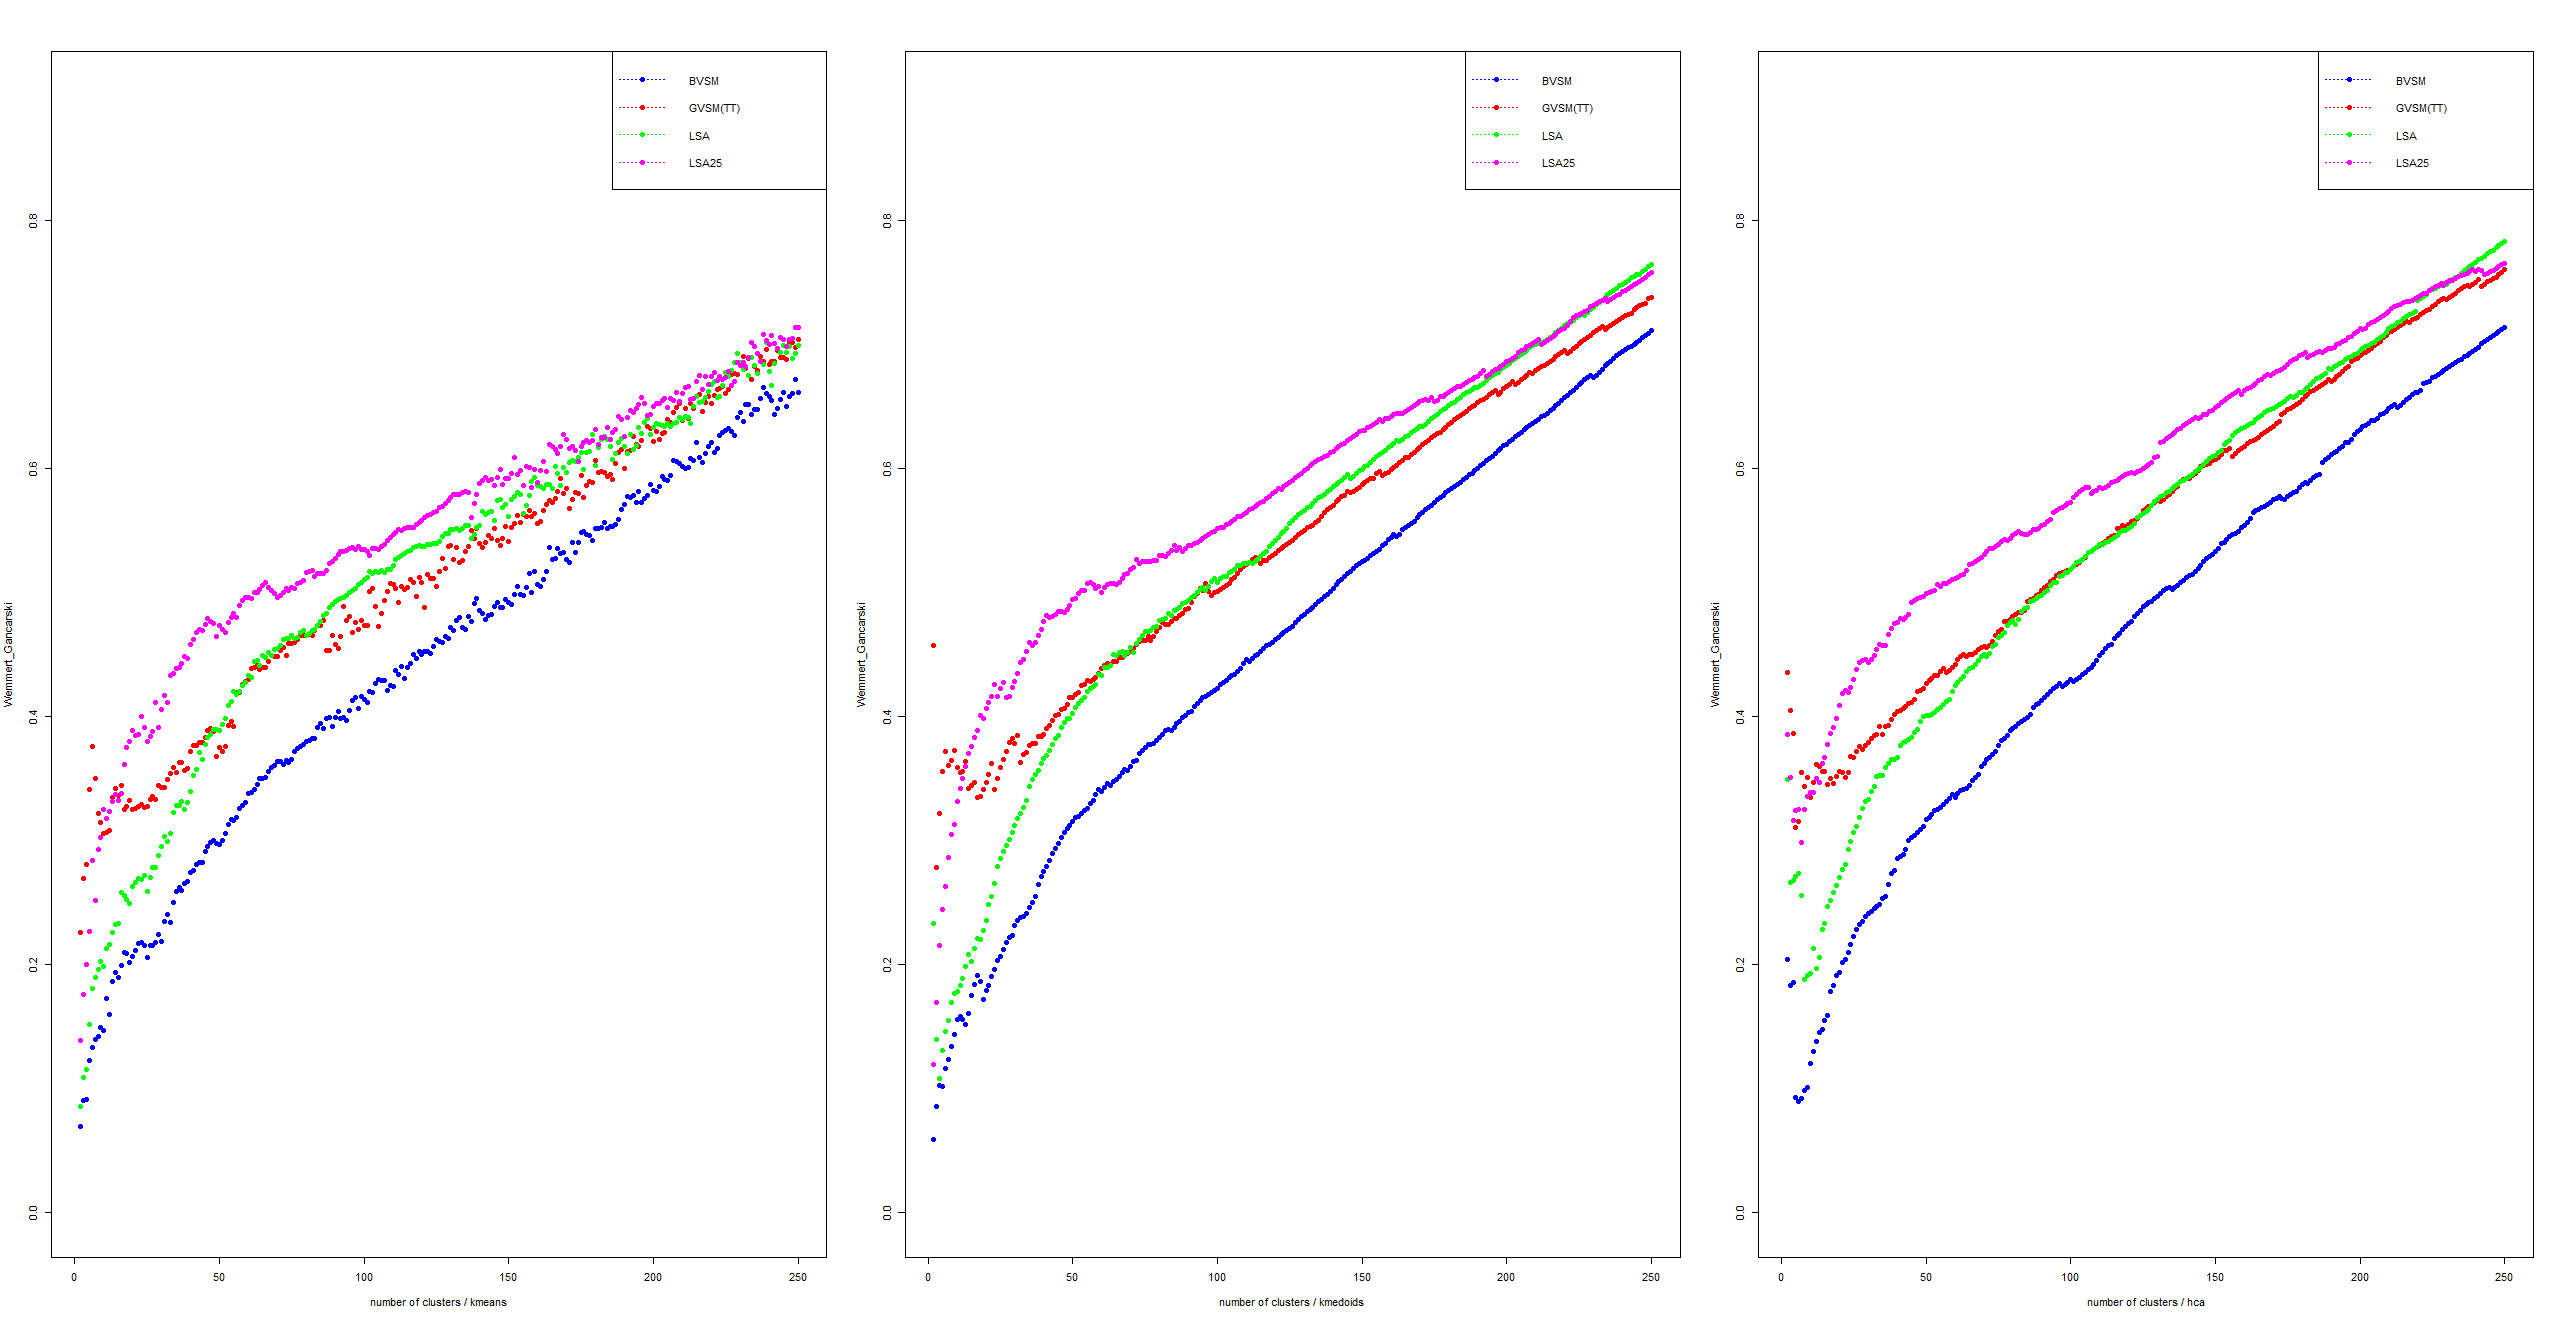 BVSM
GVSM(TT)
LSA
LSA25
Wemmert_Gancarski
0.8
0.6
0.4
0.2
0.0
0 50 100 150 200 250
number of clusters / kmeans
BVSM
GVSM(TT)
LSA
LSA25
Wemmert_Gancarski
0.8
0.6
0.4
0.2
0.0
0 50 100 150 200 250
number of clusters / kmedoids
BVSM
GVSM(TT)
LSA
LSA25
Wemmert_Gancarski
0.8
0.6
0.4
0.2
0.0
0 50 100 150 200 250
number of clusters / hca